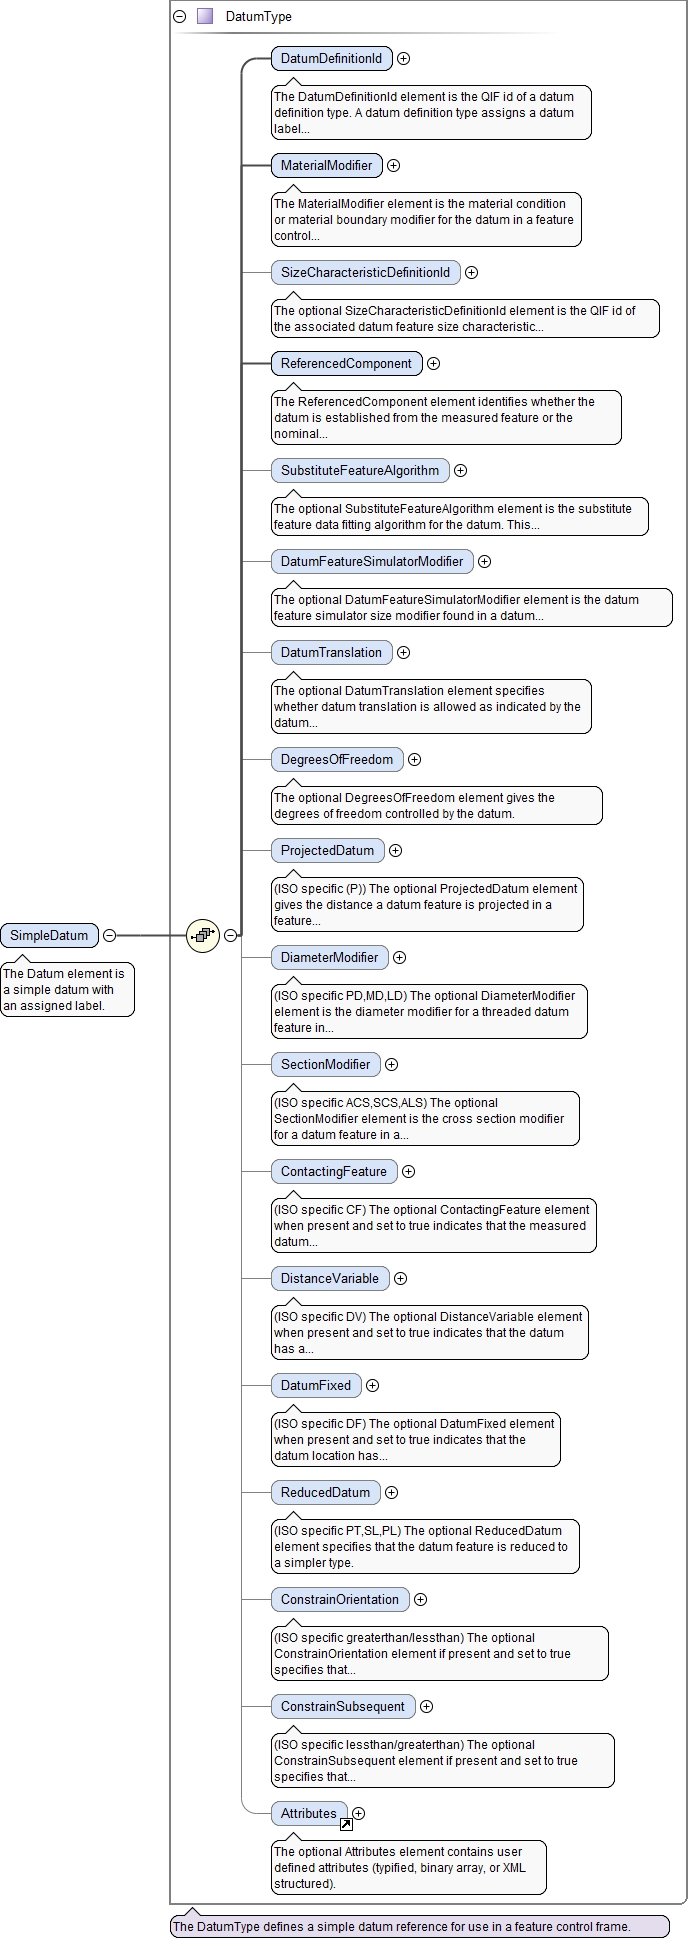 DatumType
DatumDefinitionId
The DatumDefinitionId element is the QIF id of a datum
definition type. A datum definition type assigns a datum
label...
MaterialModifier
The MaterialModifier element is the material condition
or material boundary modifier for the datum in a feature
control...
SizeCharacteristicDefinitionId
The optional SizeCharacteristicDefinitionId element is the QIF id of
the associated datum feature size characteristic...
ReferencedComponent
The ReferencedComponent element identifies whether the
datum is established from the measured feature or the
nominal...
SubstituteFeatureAlgorithm
The optional SubstituteFeatureAlgorithm element is the substitute
feature data fitting algorithm for the datum. This...
DatumFeatureSimulatorModifier
The optional DatumFeatureSimulatorModifier element is the datum
feature simulator size modifier found in a datum...
DatumTranslation
The optional DatumTranslation element specifies
whether datum translation is allowed as indicated by the
datum...
DegreesOfFreedom
The optional DegreesOfFreedom element gives the
degrees of freedom controlled by the datum.
ProjectedDatum
(ISO specific (P)) The optional ProjectedDatum element
gives the distance a datum feature is projected in a
feature...
SimpleDatum
The Datum element is
a simple datum with
an assigned label.
DiameterModifier
(ISO specific PD,MD,LD) The optional DiameterModifier
element is the diameter modifier for a threaded datum
feature in...
SectionModifier
(ISO specific ACS,SCS,ALS) The optional
SectionModifier element is the cross section modifier
for a datum feature in a...
ContactingFeature
(ISO specific CF) The optional ContactingFeature element
when present and set to true indicates that the measured
datum...
DistanceVariable
(ISO specific DV) The optional DistanceVariable element
when present and set to true indicates that the datum
has a...
DatumFixed
(ISO specific DF) The optional DatumFixed element
when present and set to true indicates that the
datum location has...
ReducedDatum
(ISO specific PT,SL,PL) The optional ReducedDatum
element specifies that the datum feature is reduced to
a simpler type.
ConstrainOrientation
(ISO specific greaterthan/lessthan) The optional
ConstrainOrientation element if present and set to true
specifies that...
ConstrainSubsequent
(ISO specific lessthan/greaterthan) The optional
ConstrainSubsequent element if present and set to true
specifies that...
Attributes
The optional Attributes element contains user
defined attributes (typified, binary array, or XML
structured).
The DatumType defines a simple datum reference for use in a feature control frame.